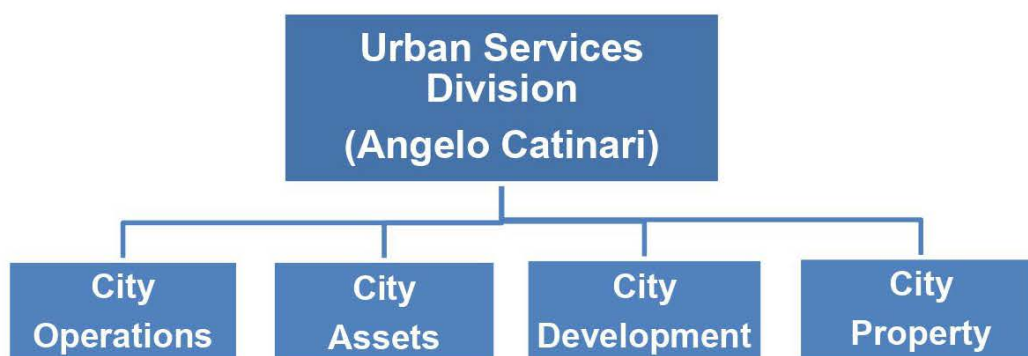 Urban Services
Division
(Angelo Catinari)
City
Operations
City
Assets
City
Development
City
Property